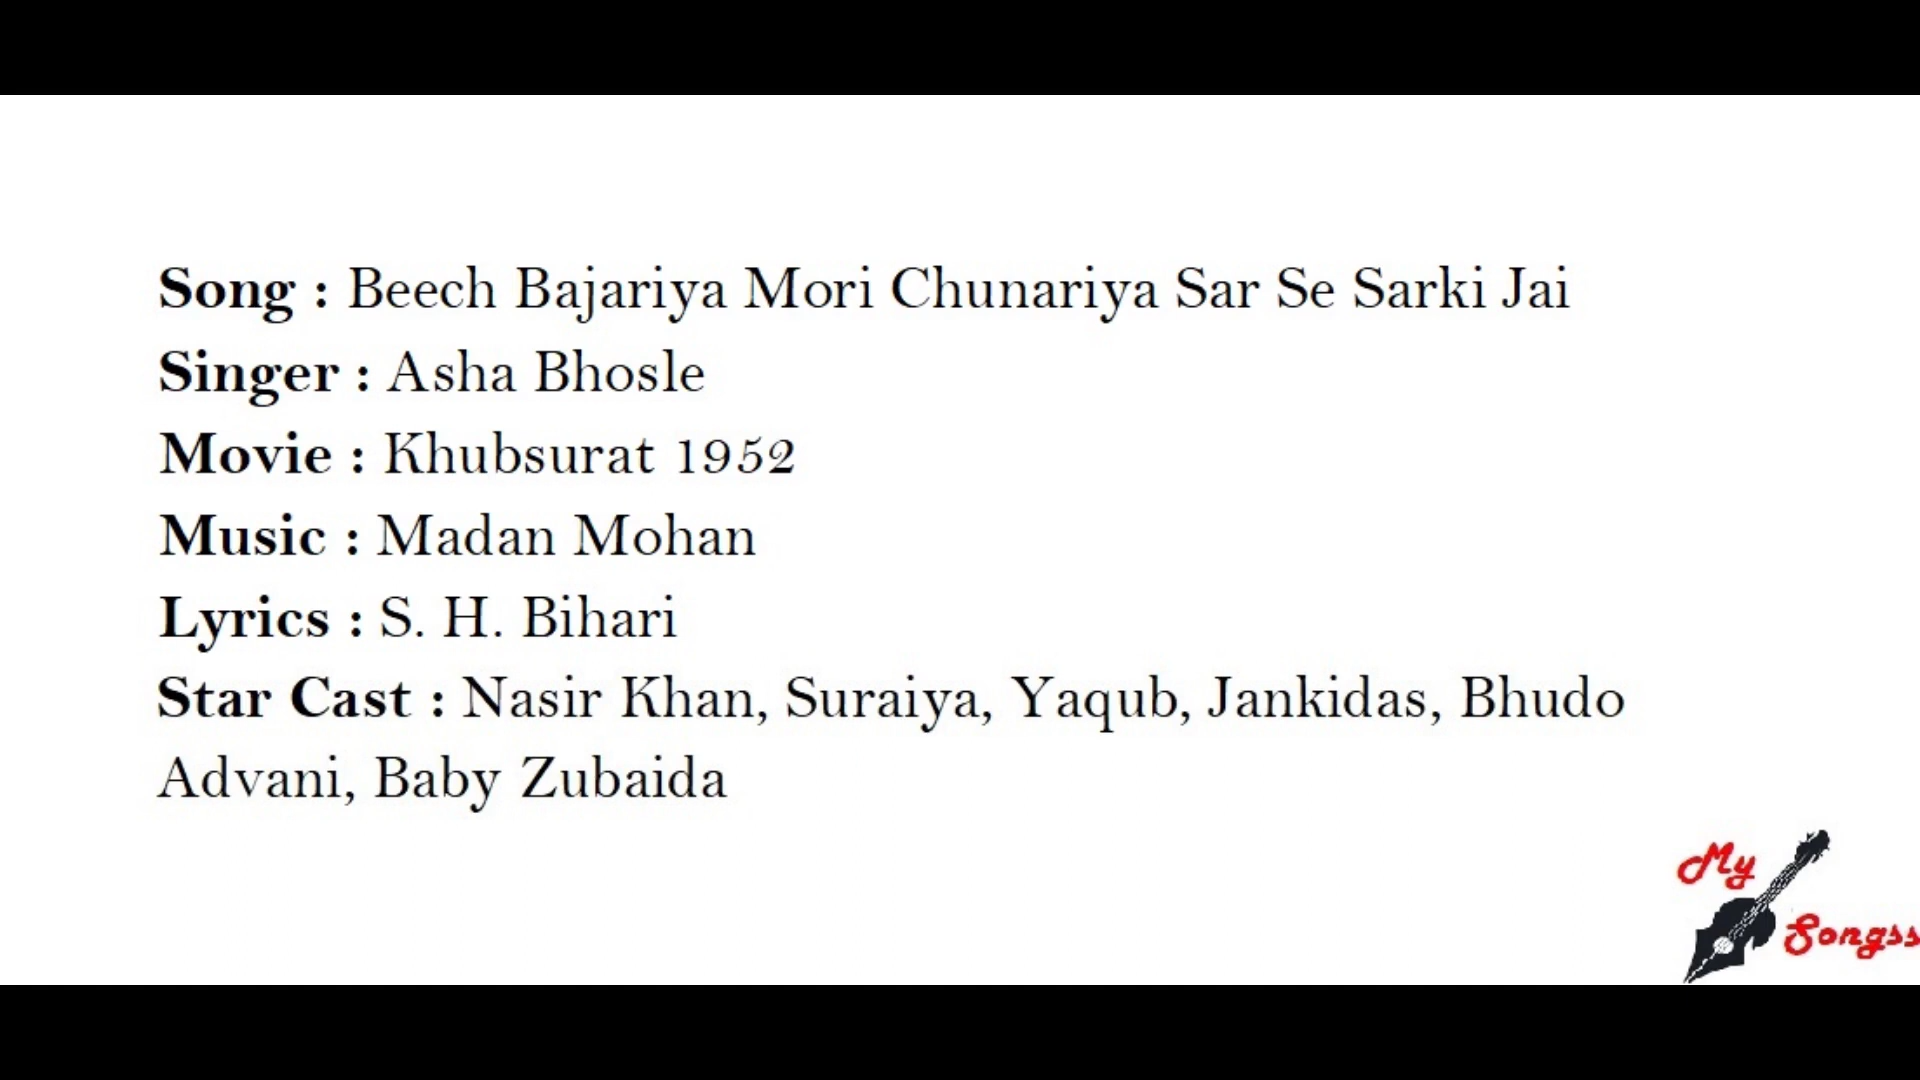 Song : Beech Bajariya Mori Chunariya Sar Se Sarki Jai
Singer : Asha Bhosle
Movie : Khubsurat 1952
Music : Madan Mohan
Lyrics : S. H. Bihari
Star Cast : Nasir Khan, Suraiya, Yaqub, Jankidas, Bhudo
Advani, Baby Zubaida
My
Songss